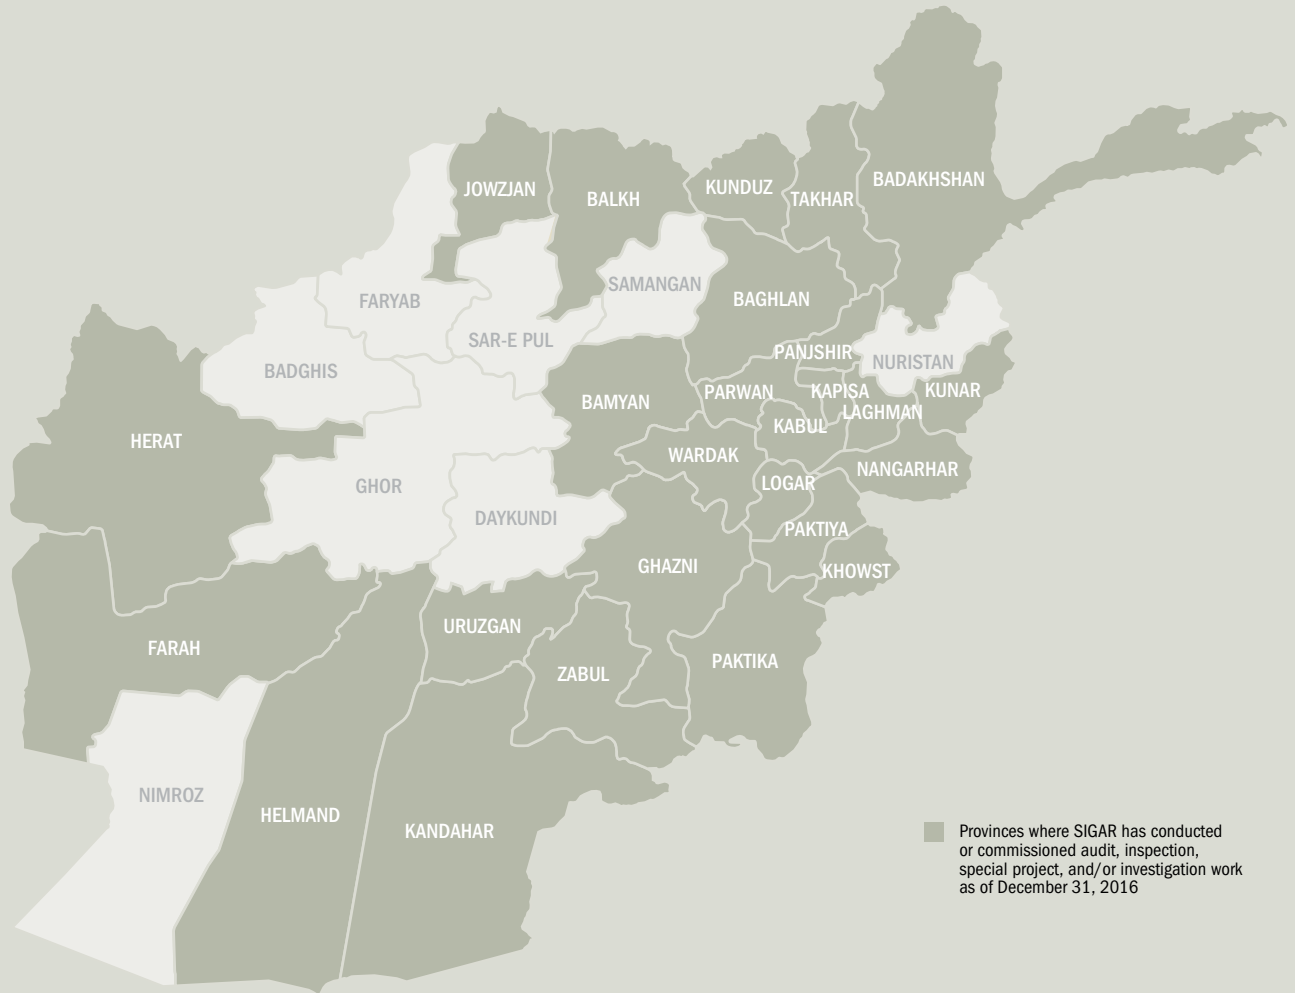 JOWZJAN
BALKH
KUNDUZ
TAKHAR
BADAKHSHAN
FARYAB
SAMANGAN
BAGHLAN
SAR-E PUL
BADGHIS
PANJSHIR
NURISTAN
HERAT
BAMYAN
PARWAN
KAPISA
KUNAR
LAGHMAN
KABUL
WARDAK
NANGARHAR
GHOR
LOGAR
DAYKUNDI
PAKTIYA
GHAZNI
KHOWST
URUZGAN
FARAH
ZABUL
PAKTIKA
NIMROZ
HELMAND
KANDAHAR
Provinces where SIGAR has conducted
or commissioned audit, inspection,
special project, and/or investigation work
as of December 31, 2016